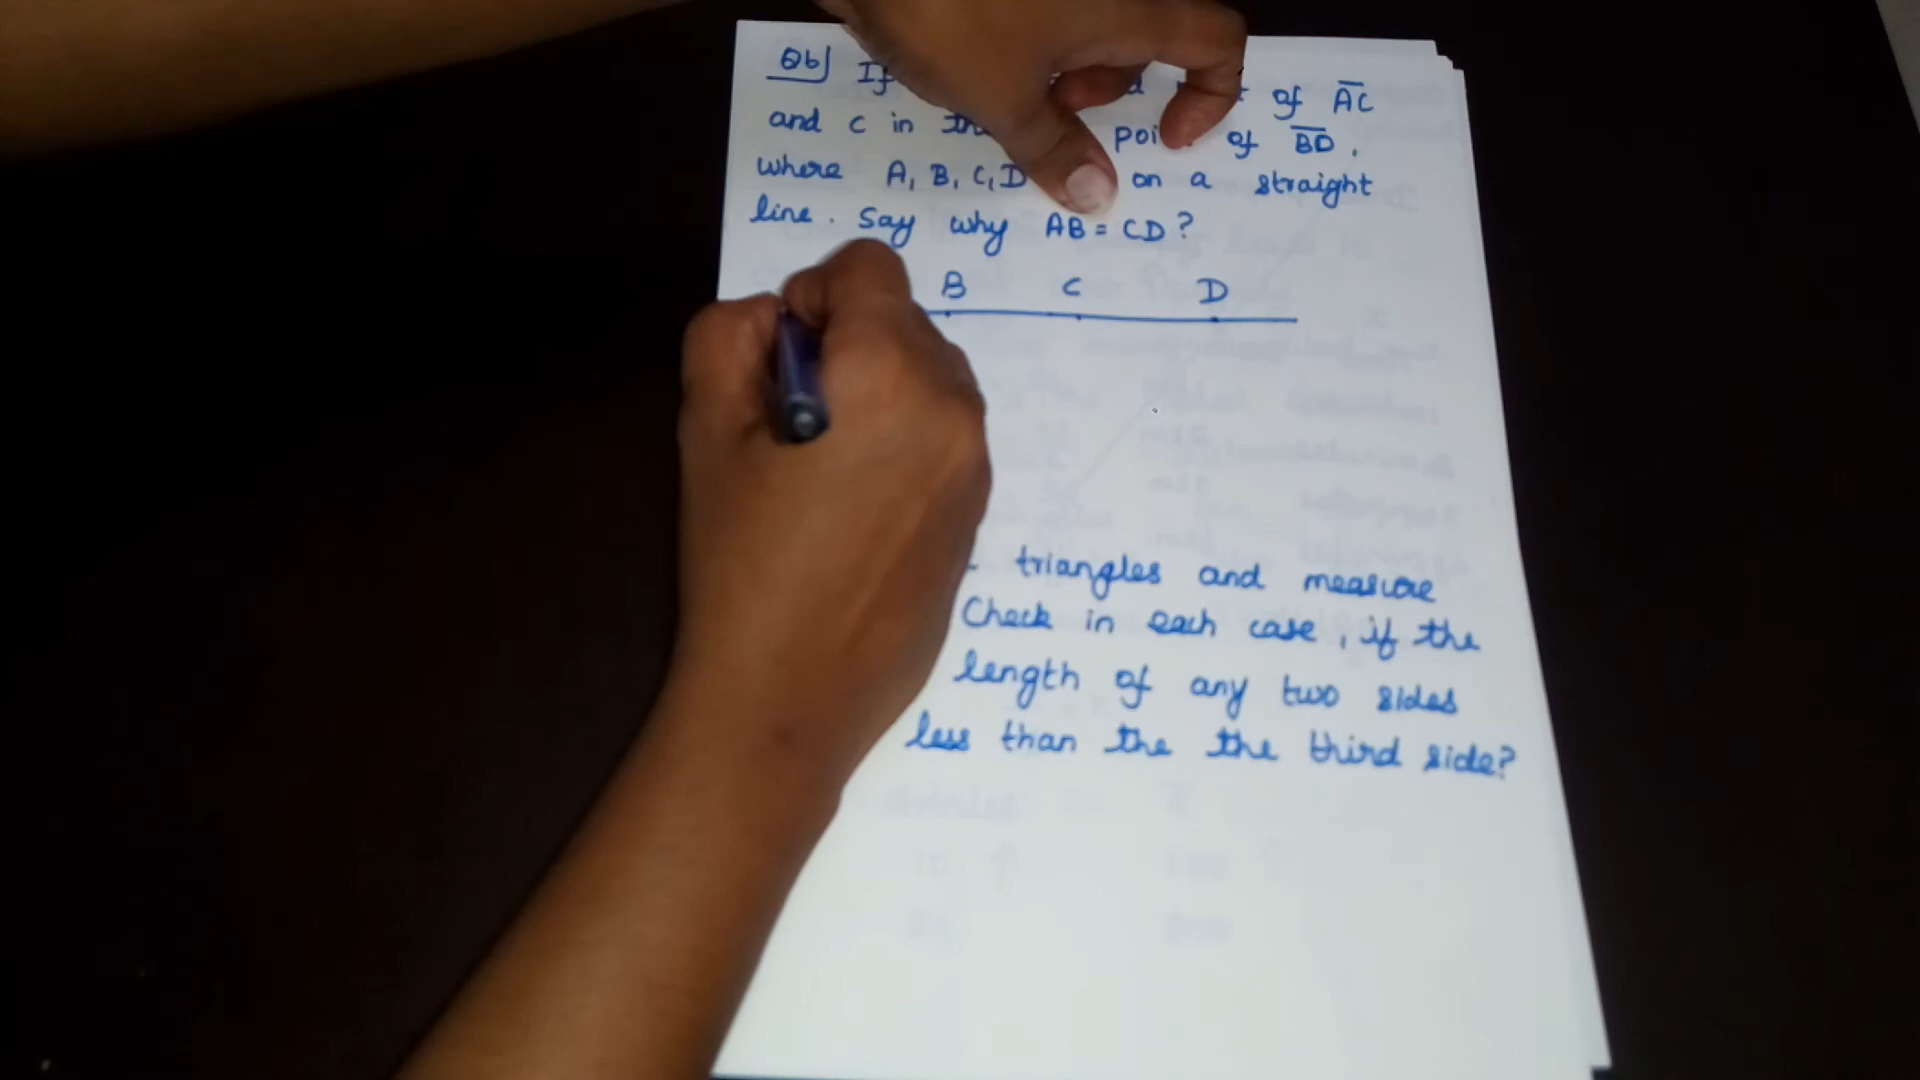 Q6) If of AC
and c in of BD.
where A, B, C, D on a straight
line. Say why AB = CD?
B C D
triangles and measure
Check in each case, if the
length of any two sides
less than the the third side?